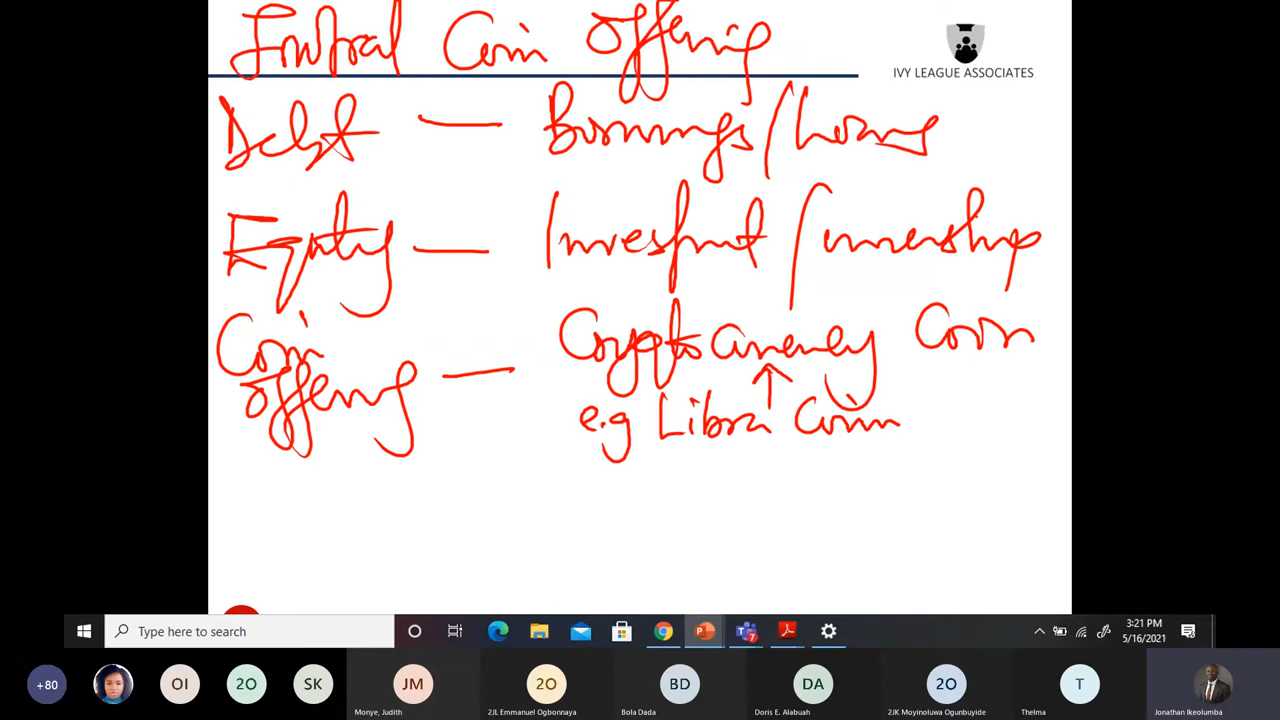 Initial Coin Offering
IVY LEAGUE ASSOCIATES
Debt — Borrowings/Loans
Equity — Investment/Ownership
Coin offering — Cryptocurrency Coin
↑
e.g Libra Coin
Type here to search
7
3:21 PM
5/16/2021
+80
OI
2O
SK
JM
2O
BD
DA
2O
T
Monye, Judith
2JL Emmanuel Ogbonnaya
Bola Dada
Doris E. Alabuah
2JK Moyinoluwa Ogunbuyide
Thelma
Jonathan Ikeolumba